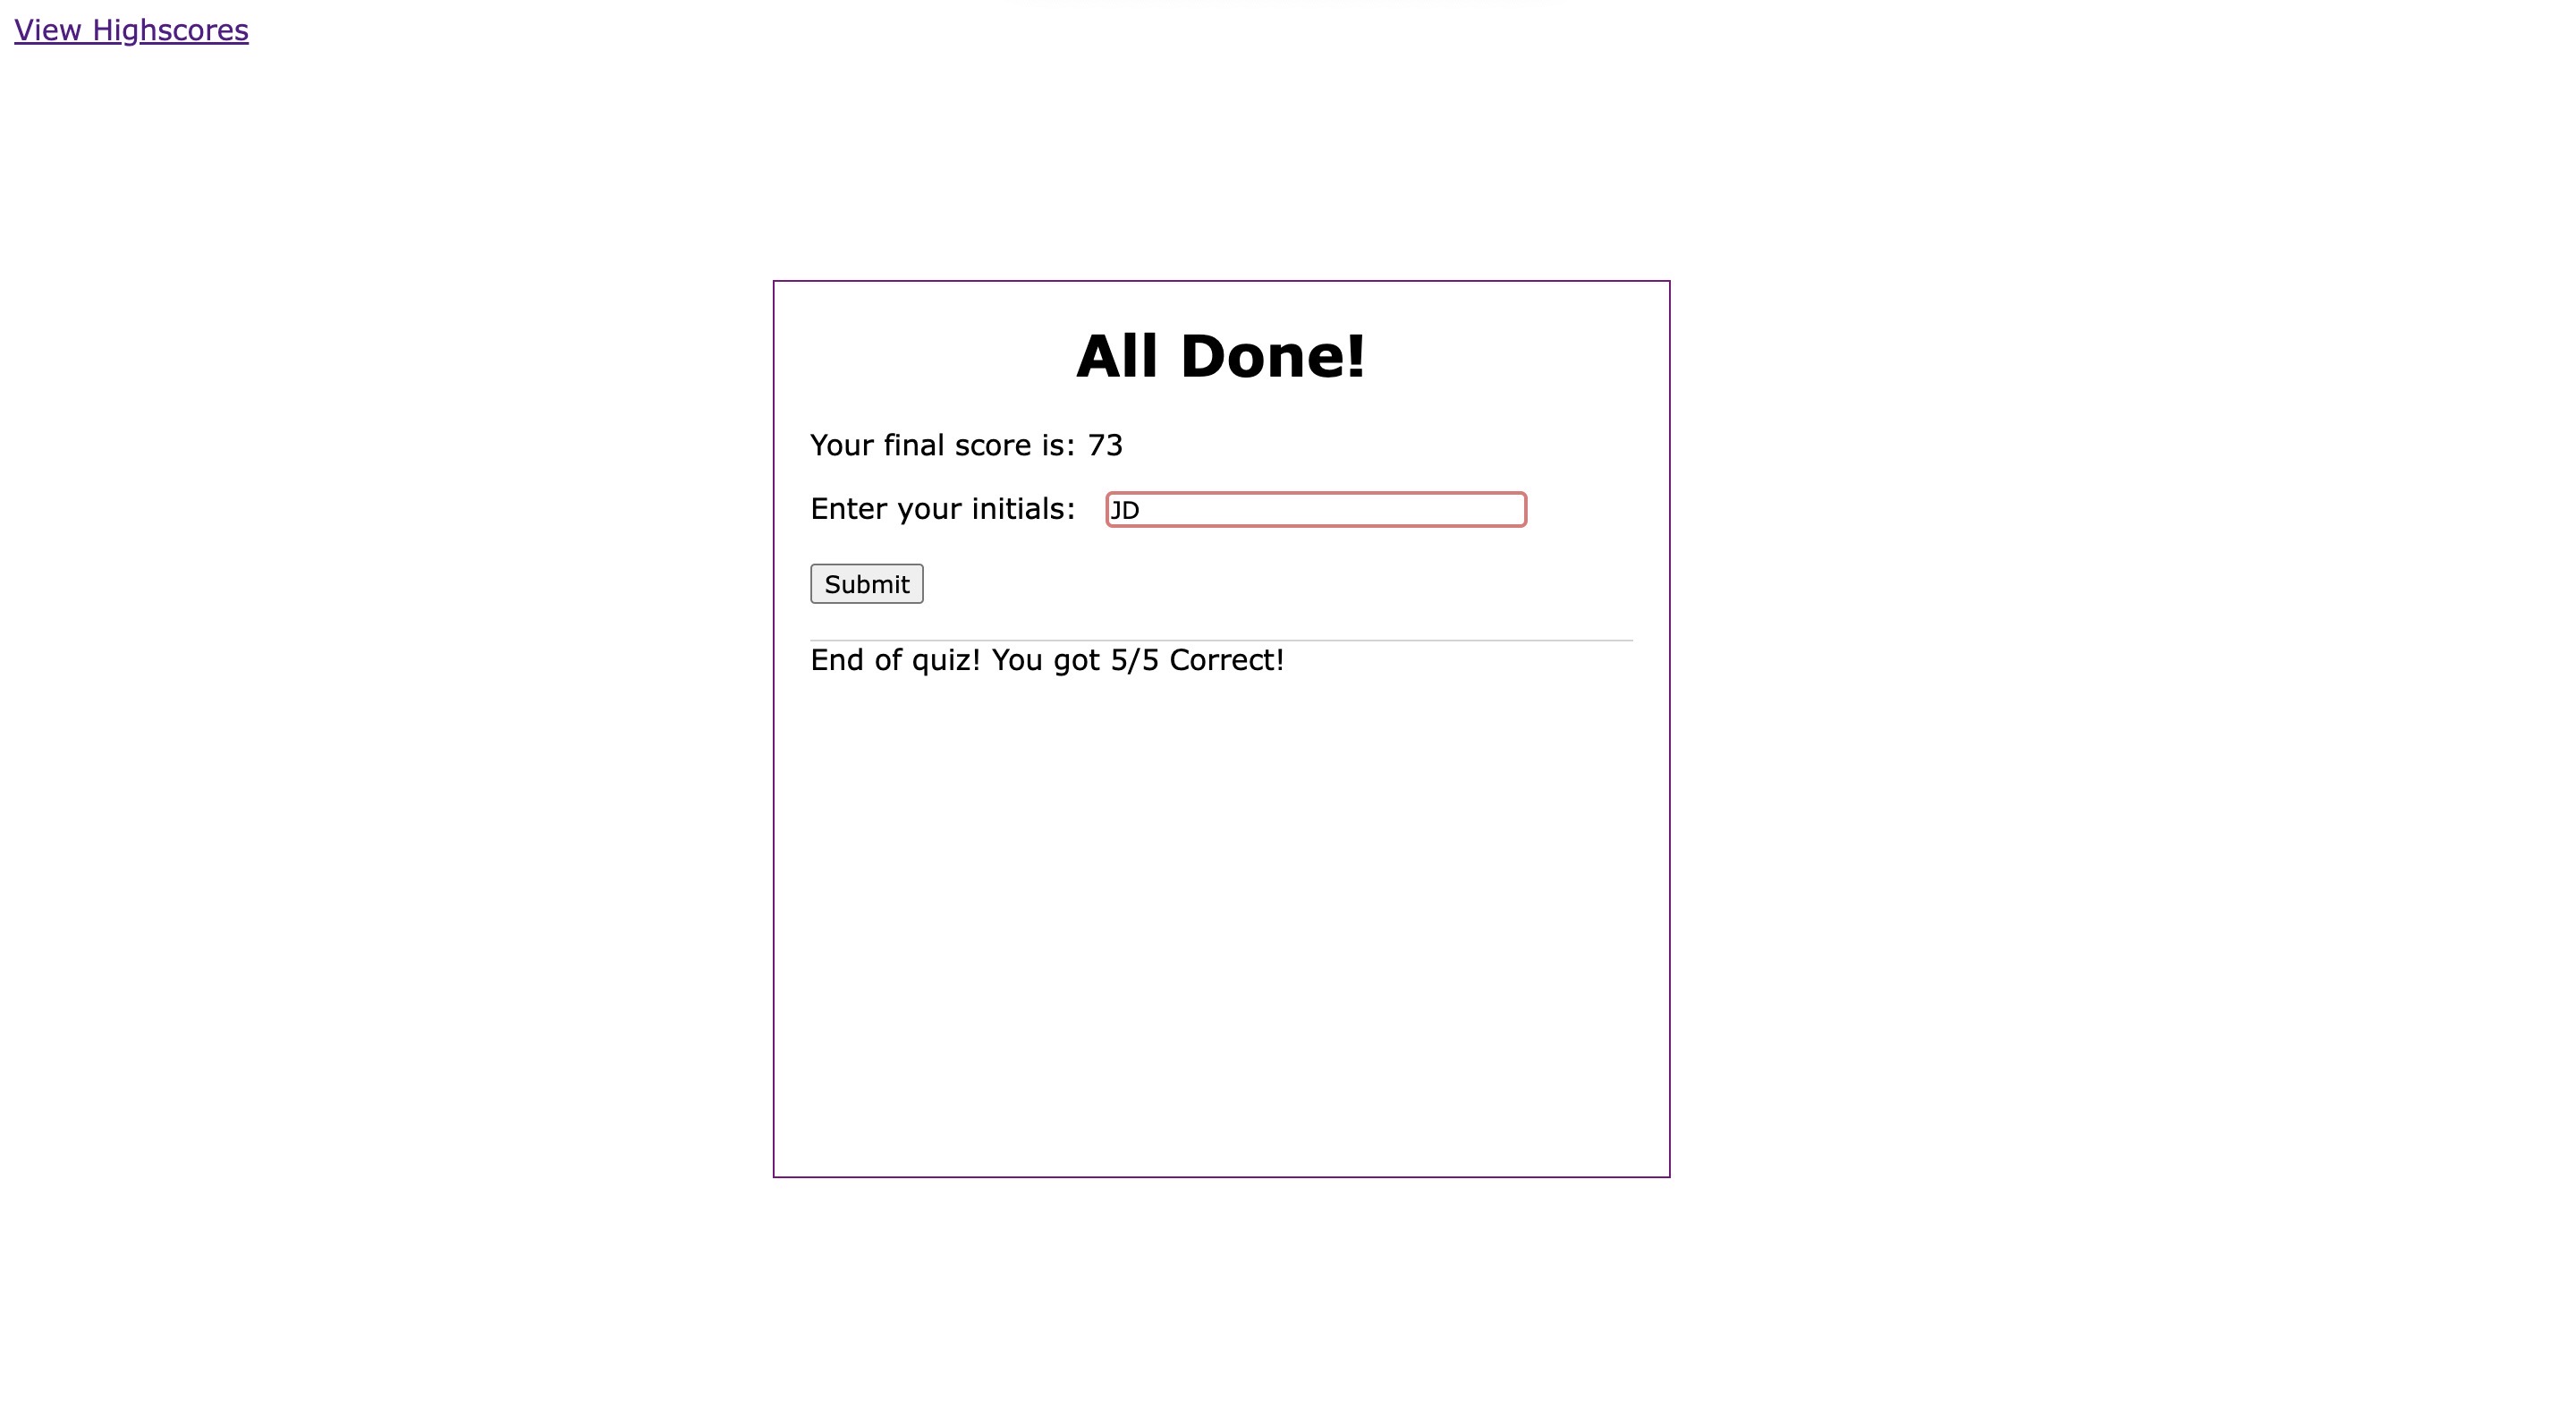 View Highscores
All Done!
Your final score is: 73
Enter your initials: JD
Submit
End of quiz! You got 5/5 Correct!